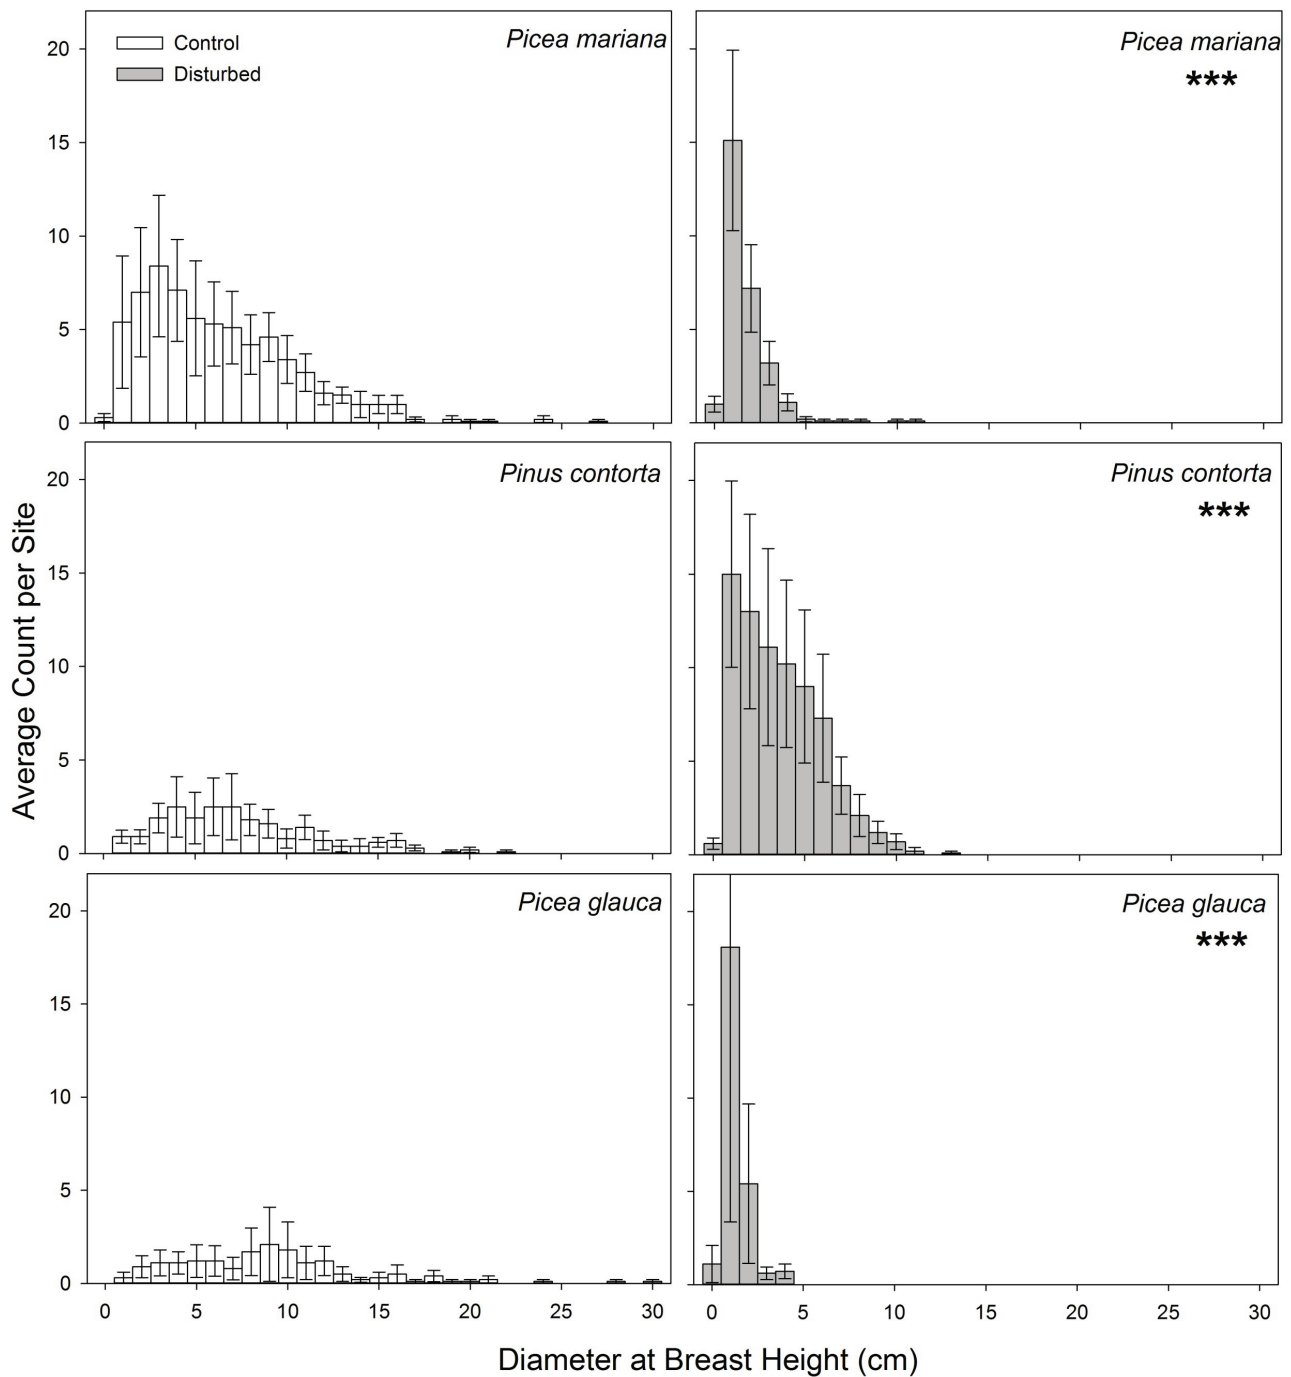 Control
Disturbed
Picea mariana
Picea mariana
***
20
15
10
5
0
Pinus contorta
Pinus contorta
***
20
15
10
5
0
Average Count per Site
Picea glauca
Picea glauca
***
20
15
10
5
0
0 5 10 15 20 25 30
0 5 10 15 20 25 30
Diameter at Breast Height (cm)